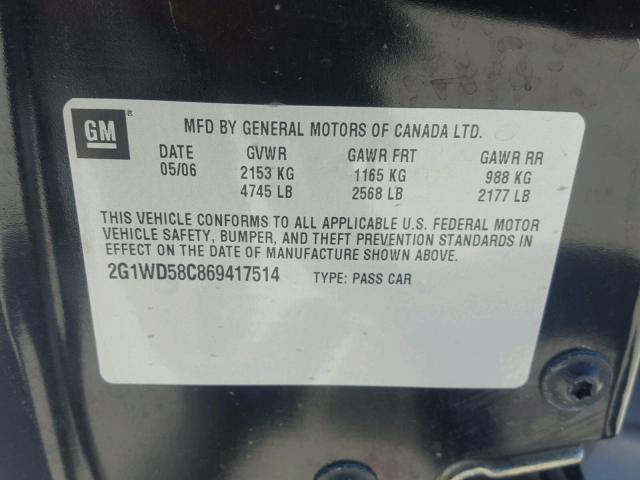 GM®
MFD BY GENERAL MOTORS OF CANADA LTD.
DATE GVWR GAWR FRT GAWR RR
05/06 2153 KG 1165 KG 988 KG
4745 LB 2568 LB 2177 LB
THIS VEHICLE CONFORMS TO ALL APPLICABLE U.S. FEDERAL MOTOR
VEHICLE SAFETY, BUMPER, AND THEFT PREVENTION STANDARDS IN
EFFECT ON THE DATE OF MANUFACTURE SHOWN ABOVE.
2G1WD58C869417514 TYPE: PASS CAR